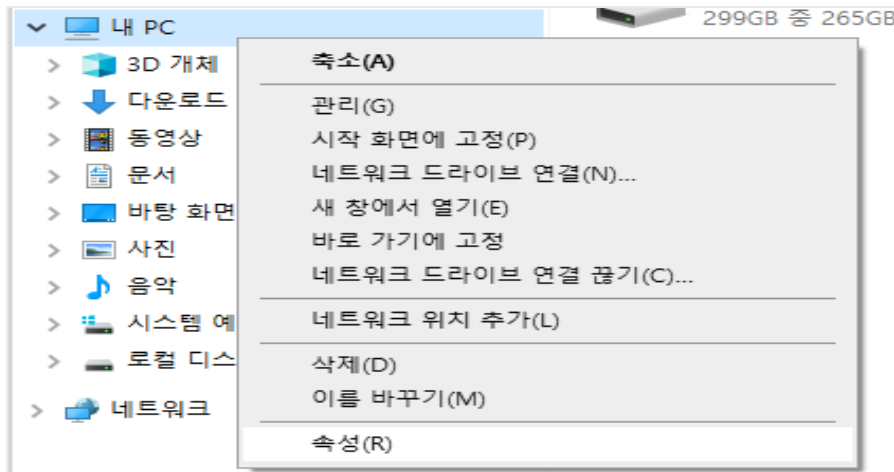 내 PC
299GB 중 265GB
3D 개체
다운로드
동영상
문서
바탕 화면
사진
음악
시스템 예
로컬 디스
네트워크
축소(A)
관리(G)
시작 화면에 고정(P)
네트워크 드라이브 연결(N)...
새 창에서 열기(E)
바로 가기에 고정
네트워크 드라이브 연결 끊기(C)...
네트워크 위치 추가(L)
삭제(D)
이름 바꾸기(M)
속성(R)